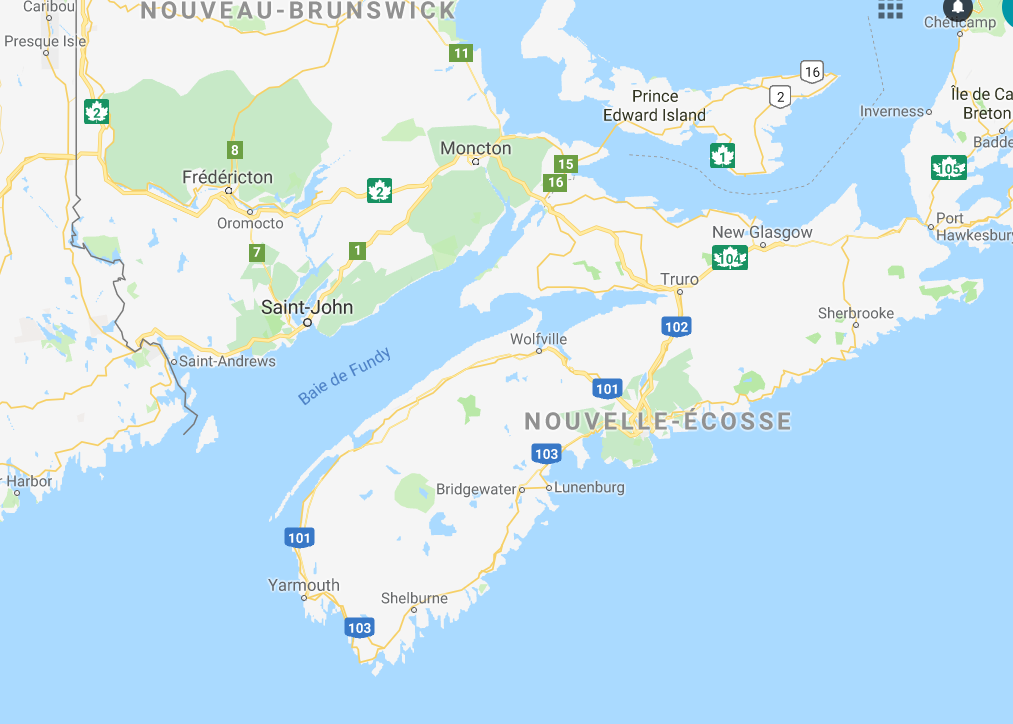 Caribou
NOUVEAU-BRUNSWICK
Cheticamp
Presque Isle
11
16
2
Prince
Edward Island
Île de Ca
Breton
2
Inverness
8
Moncton
Badde
15
1
16
105
Frédéricton
2
Oromocto
Port
Hawkesbury
New Glasgow
7
1
104
Truro
Saint-John
Sherbrooke
102
Wolfville
Saint-Andrews
Baie de Fundy
101
NOUVELLE-ÉCOSSE
103
r Harbor
Bridgewater
Lunenburg
101
Yarmouth
Shelburne
103